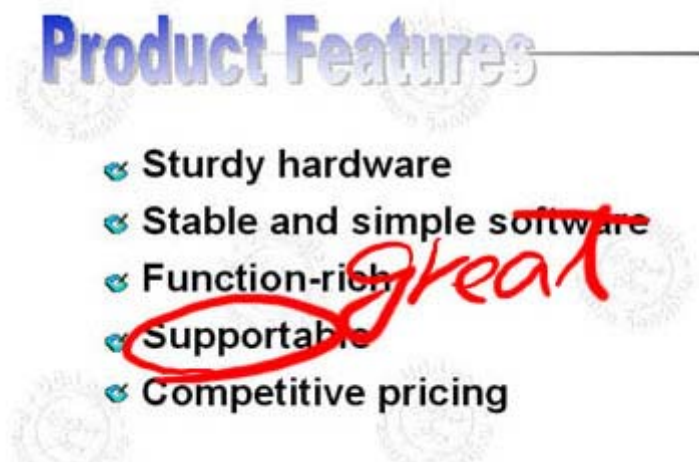 Product Features
Sturdy hardware
Stable and simple software
Function-rich
great
Supportable
Competitive pricing